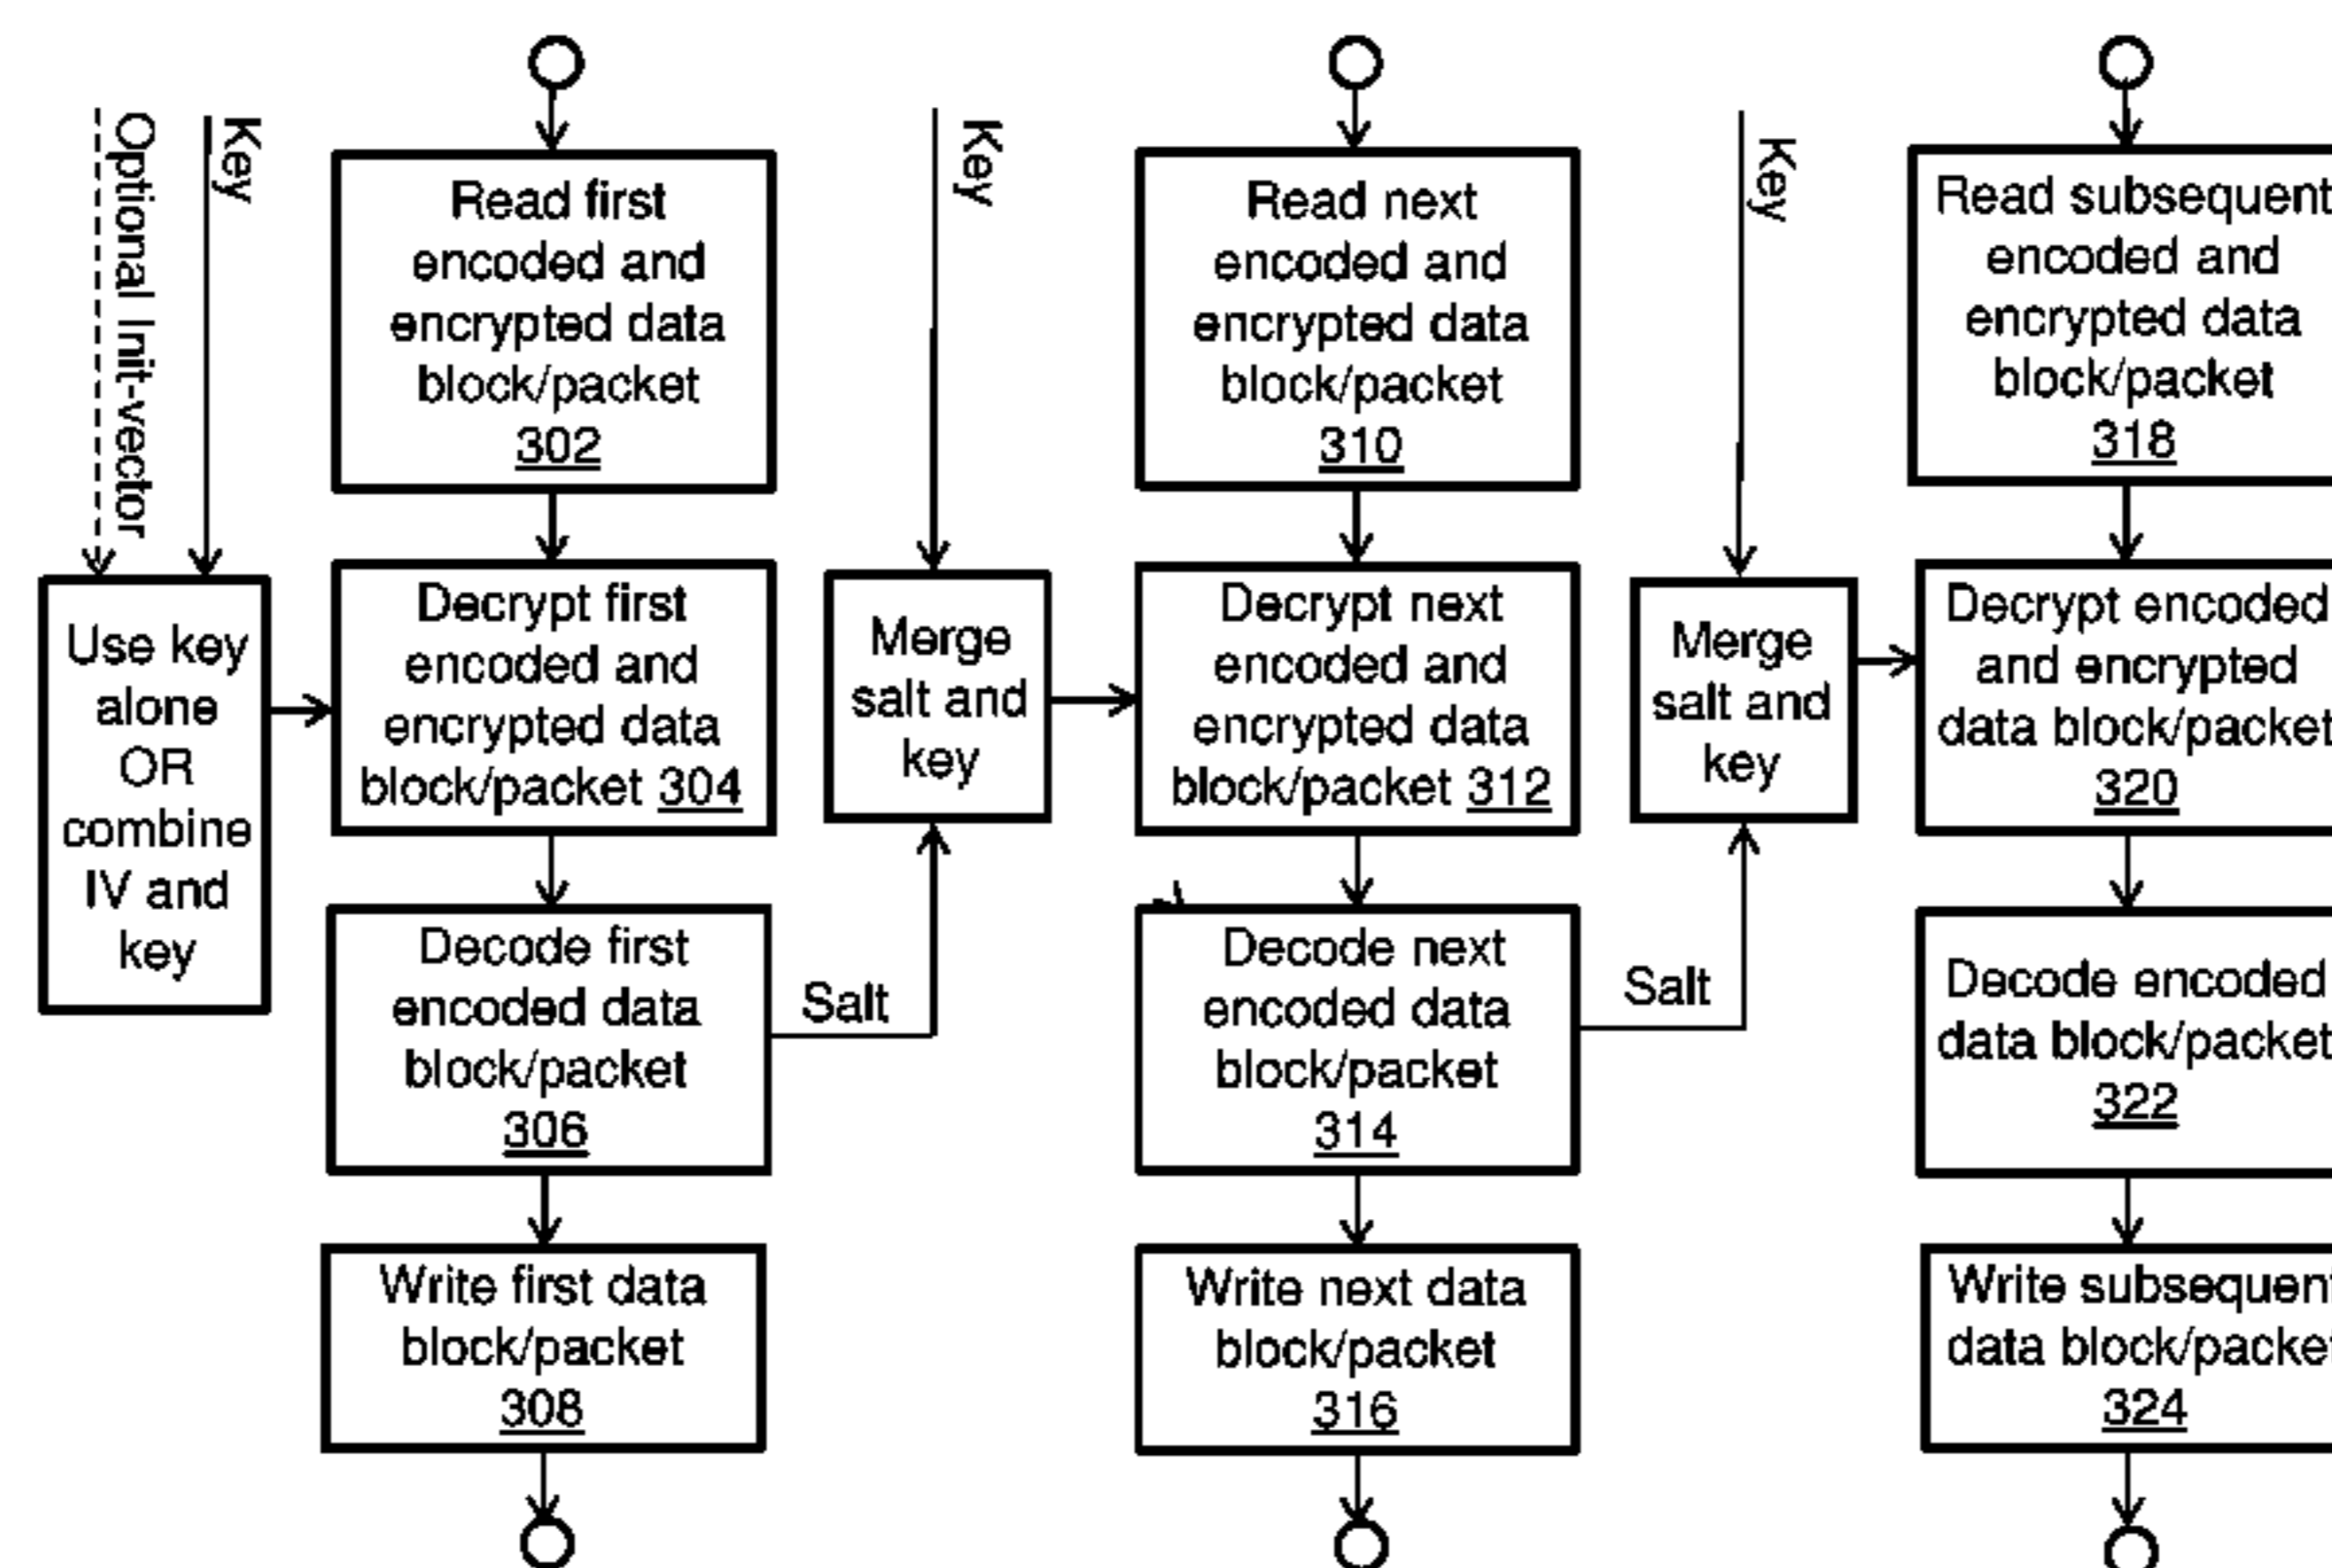 Optional Init-vector
Key
Read first
encoded and
encrypted data
block/packet
302
Use key
alone
OR
combine
IV and
key
Decrypt first
encoded and
encrypted data
block/packet 304
Decode first
encoded data
block/packet
306
Salt
Write first data
block/packet
308
Key
Merge
salt and
key
Read next
encoded and
encrypted data
block/packet
310
Decrypt next
encoded and
encrypted data
block/packet 312
Decode next
encoded data
block/packet
314
Salt
Write next data
block/packet
316
Key
Merge
salt and
key
Read subsequent
encoded and
encrypted data
block/packet
318
Decrypt encoded
and encrypted
data block/packet
320
Decode encoded
data block/packet
322
Write subsequent
data block/packet
324